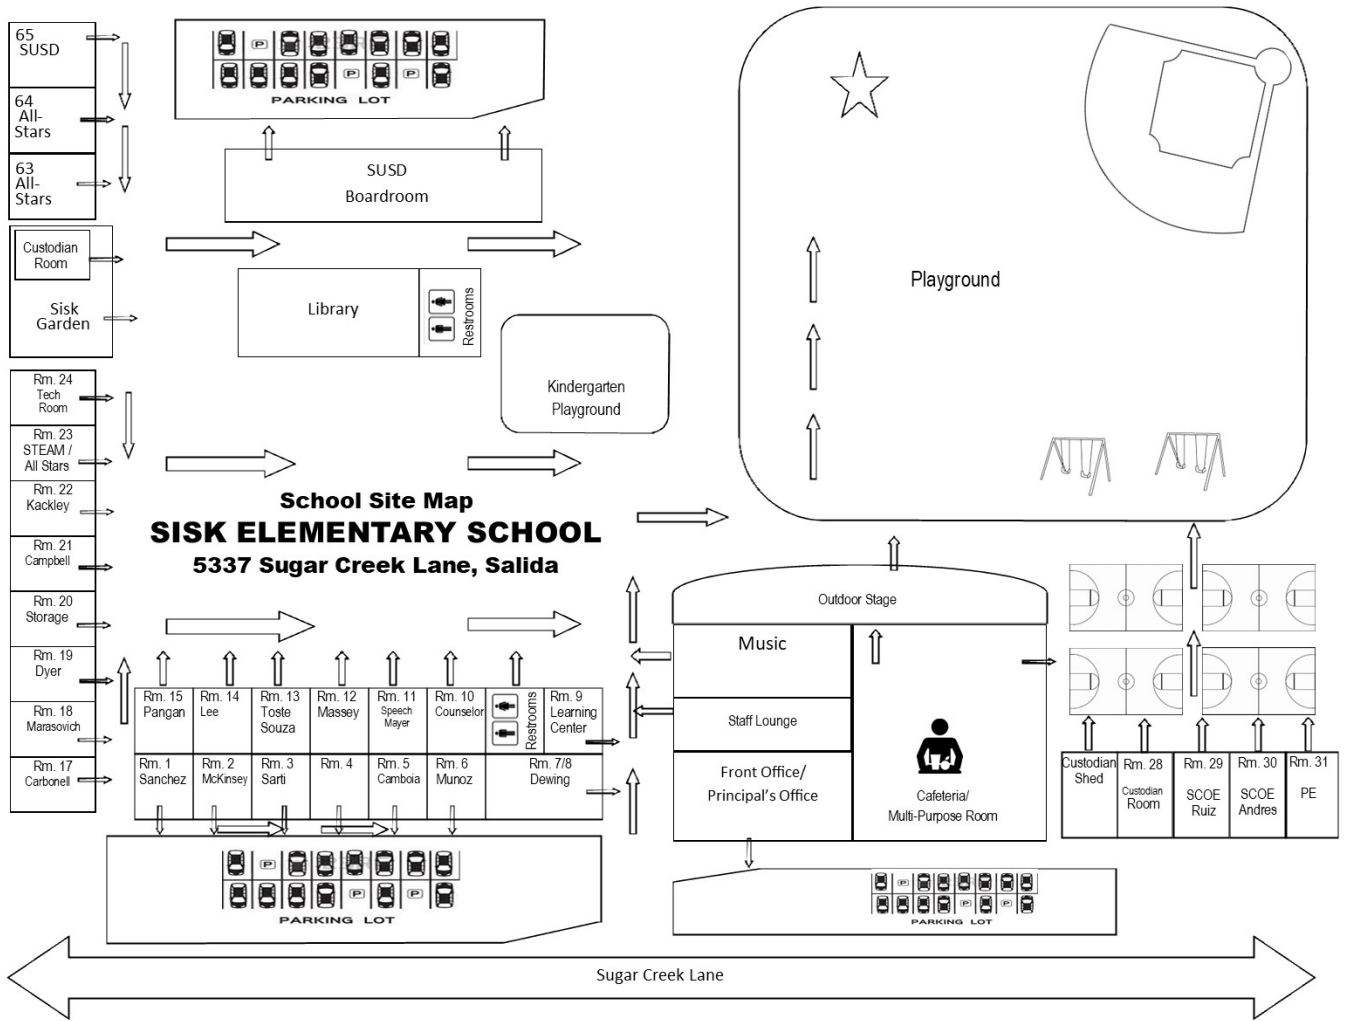 65
SUSD
64
All-
Stars
63
All-
Stars
P
P
P
PARKING LOT
SUSD
Boardroom
Custodian
Room
Sisk
Garden
Library
Restrooms
Playground
Kindergarten
Playground
Rm. 24
Tech
Room
Rm. 23
STEAM /
All Stars
Rm. 22
Kackley
Rm. 21
Campbell
Rm. 20
Storage
Rm. 19
Dyer
Rm. 18
Marasovich
Rm. 17
Carbonell
School Site Map
SISK ELEMENTARY SCHOOL
5337 Sugar Creek Lane, Salida
Rm. 15
Pangan
Rm. 14
Lee
Rm. 13
Toste
Souza
Rm. 12
Massey
Rm. 11
Speech
Mayer
Rm. 10
Counselor
Restrooms
Rm. 9
Learning
Center
Rm. 1
Sanchez
Rm. 2
McKinsey
Rm. 3
Sarti
Rm. 4
Rm. 5
Camboia
Rm. 6
Munoz
Rm. 7/8
Dewing
Outdoor Stage
Music
Staff Lounge
Front Office/
Principal's Office
Cafeteria/
Multi-Purpose Room
Custodian
Shed
Rm. 28
Custodian
Room
Rm. 29
SCOE
Ruiz
Rm. 30
SCOE
Andres
Rm. 31
PE
P
P
P
PARKING LOT
P
P
P
PARKING LOT
Sugar Creek Lane